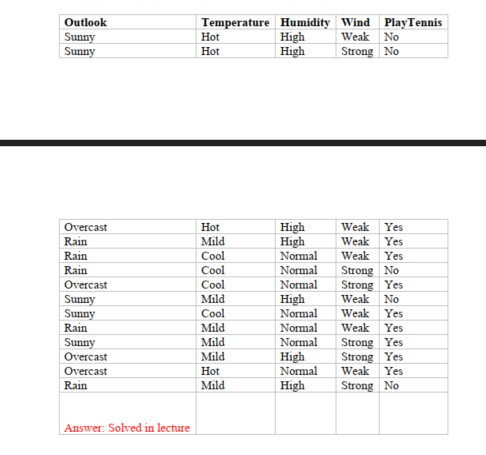 Outlook Temperature Humidity Wind PlayTennis
Sunny Hot High Weak No
Sunny Hot High Strong No
Overcast Hot High Weak Yes
Rain Mild High Weak Yes
Rain Cool Normal Weak Yes
Rain Cool Normal Strong No
Overcast Cool Normal Strong Yes
Sunny Mild High Weak No
Sunny Cool Normal Weak Yes
Rain Mild Normal Weak Yes
Sunny Mild Normal Strong Yes
Overcast Mild High Strong Yes
Overcast Hot Normal Weak Yes
Rain Mild High Strong No
Answer: Solved in lecture